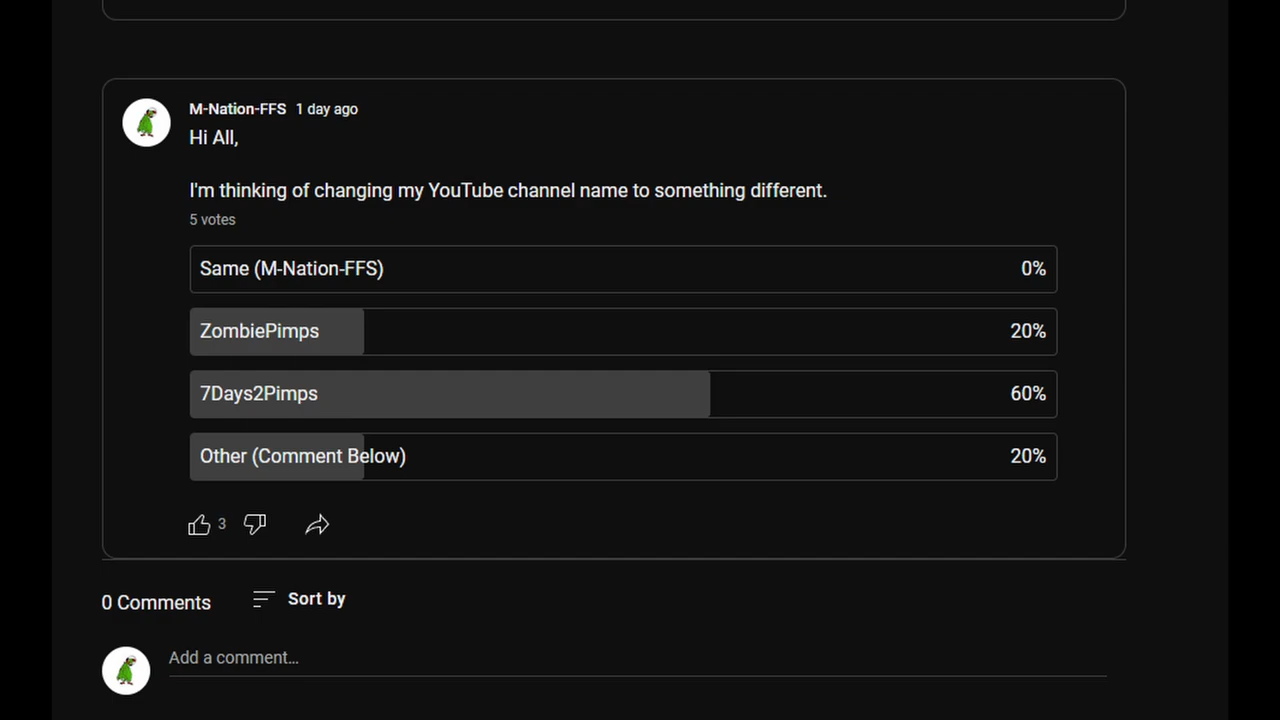 M-Nation-FFS 1 day ago
Hi All,
I'm thinking of changing my YouTube channel name to something different.
5 votes
Same (M-Nation-FFS) 0%
ZombiePimps 20%
7Days2Pimps 60%
Other (Comment Below) 20%
3
0 Comments Sort by
Add a comment...